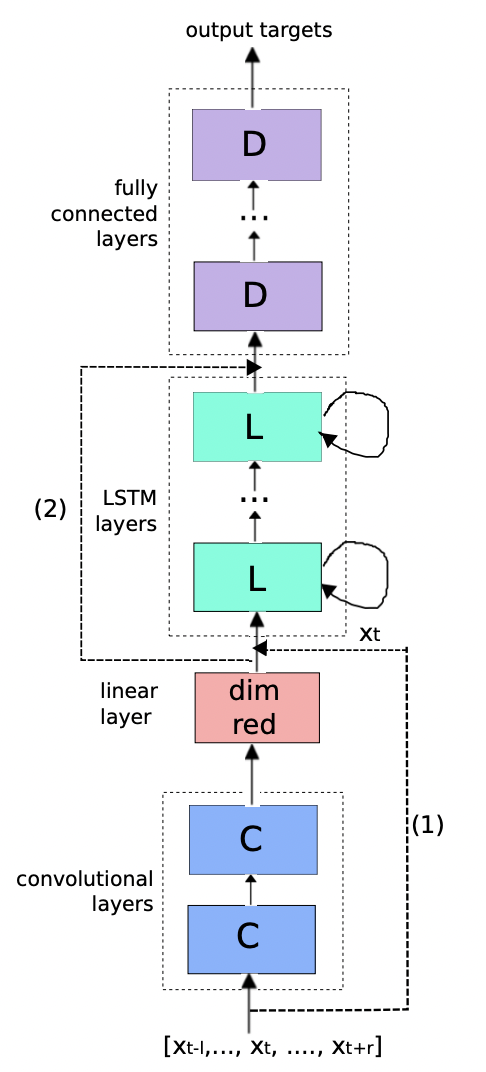 output targets
D
fully
connected
layers
...
D
L
LSTM
layers
(2)
...
L
xt
linear
layer
dim
red
(1)
C
convolutional
layers
C
[xt-l,..., xt, ...., xt+r]